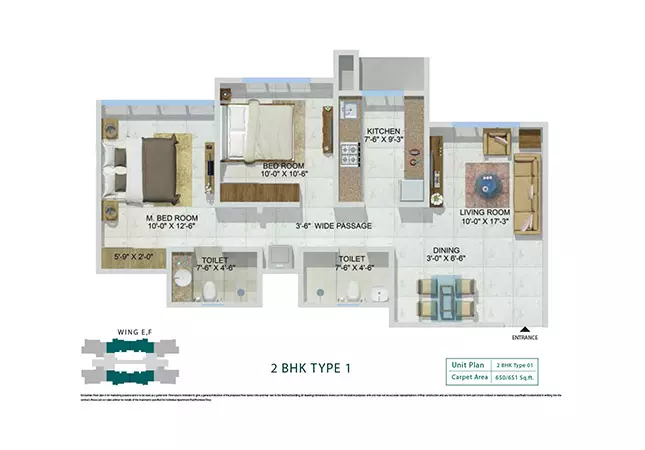 KITCHEN
7'-6" X 9'-3"
BED ROOM
10'-0" X 10'-6"
M. BED ROOM
10'-0" X 12'-6"
LIVING ROOM
10'-0" X 17'-3"
3'-6" WIDE PASSAGE
DINING
3'-0" X 6'-6"
5'-9" X 2'-0"
TOILET
7'-6" X 4'-6"
TOILET
7'-6" X 4'-6"
ENTRANCE
WING E,F
2 BHK TYPE 1
Unit Plan 2 BHK Type 01
Carpet Area 650/651 Sq.ft.